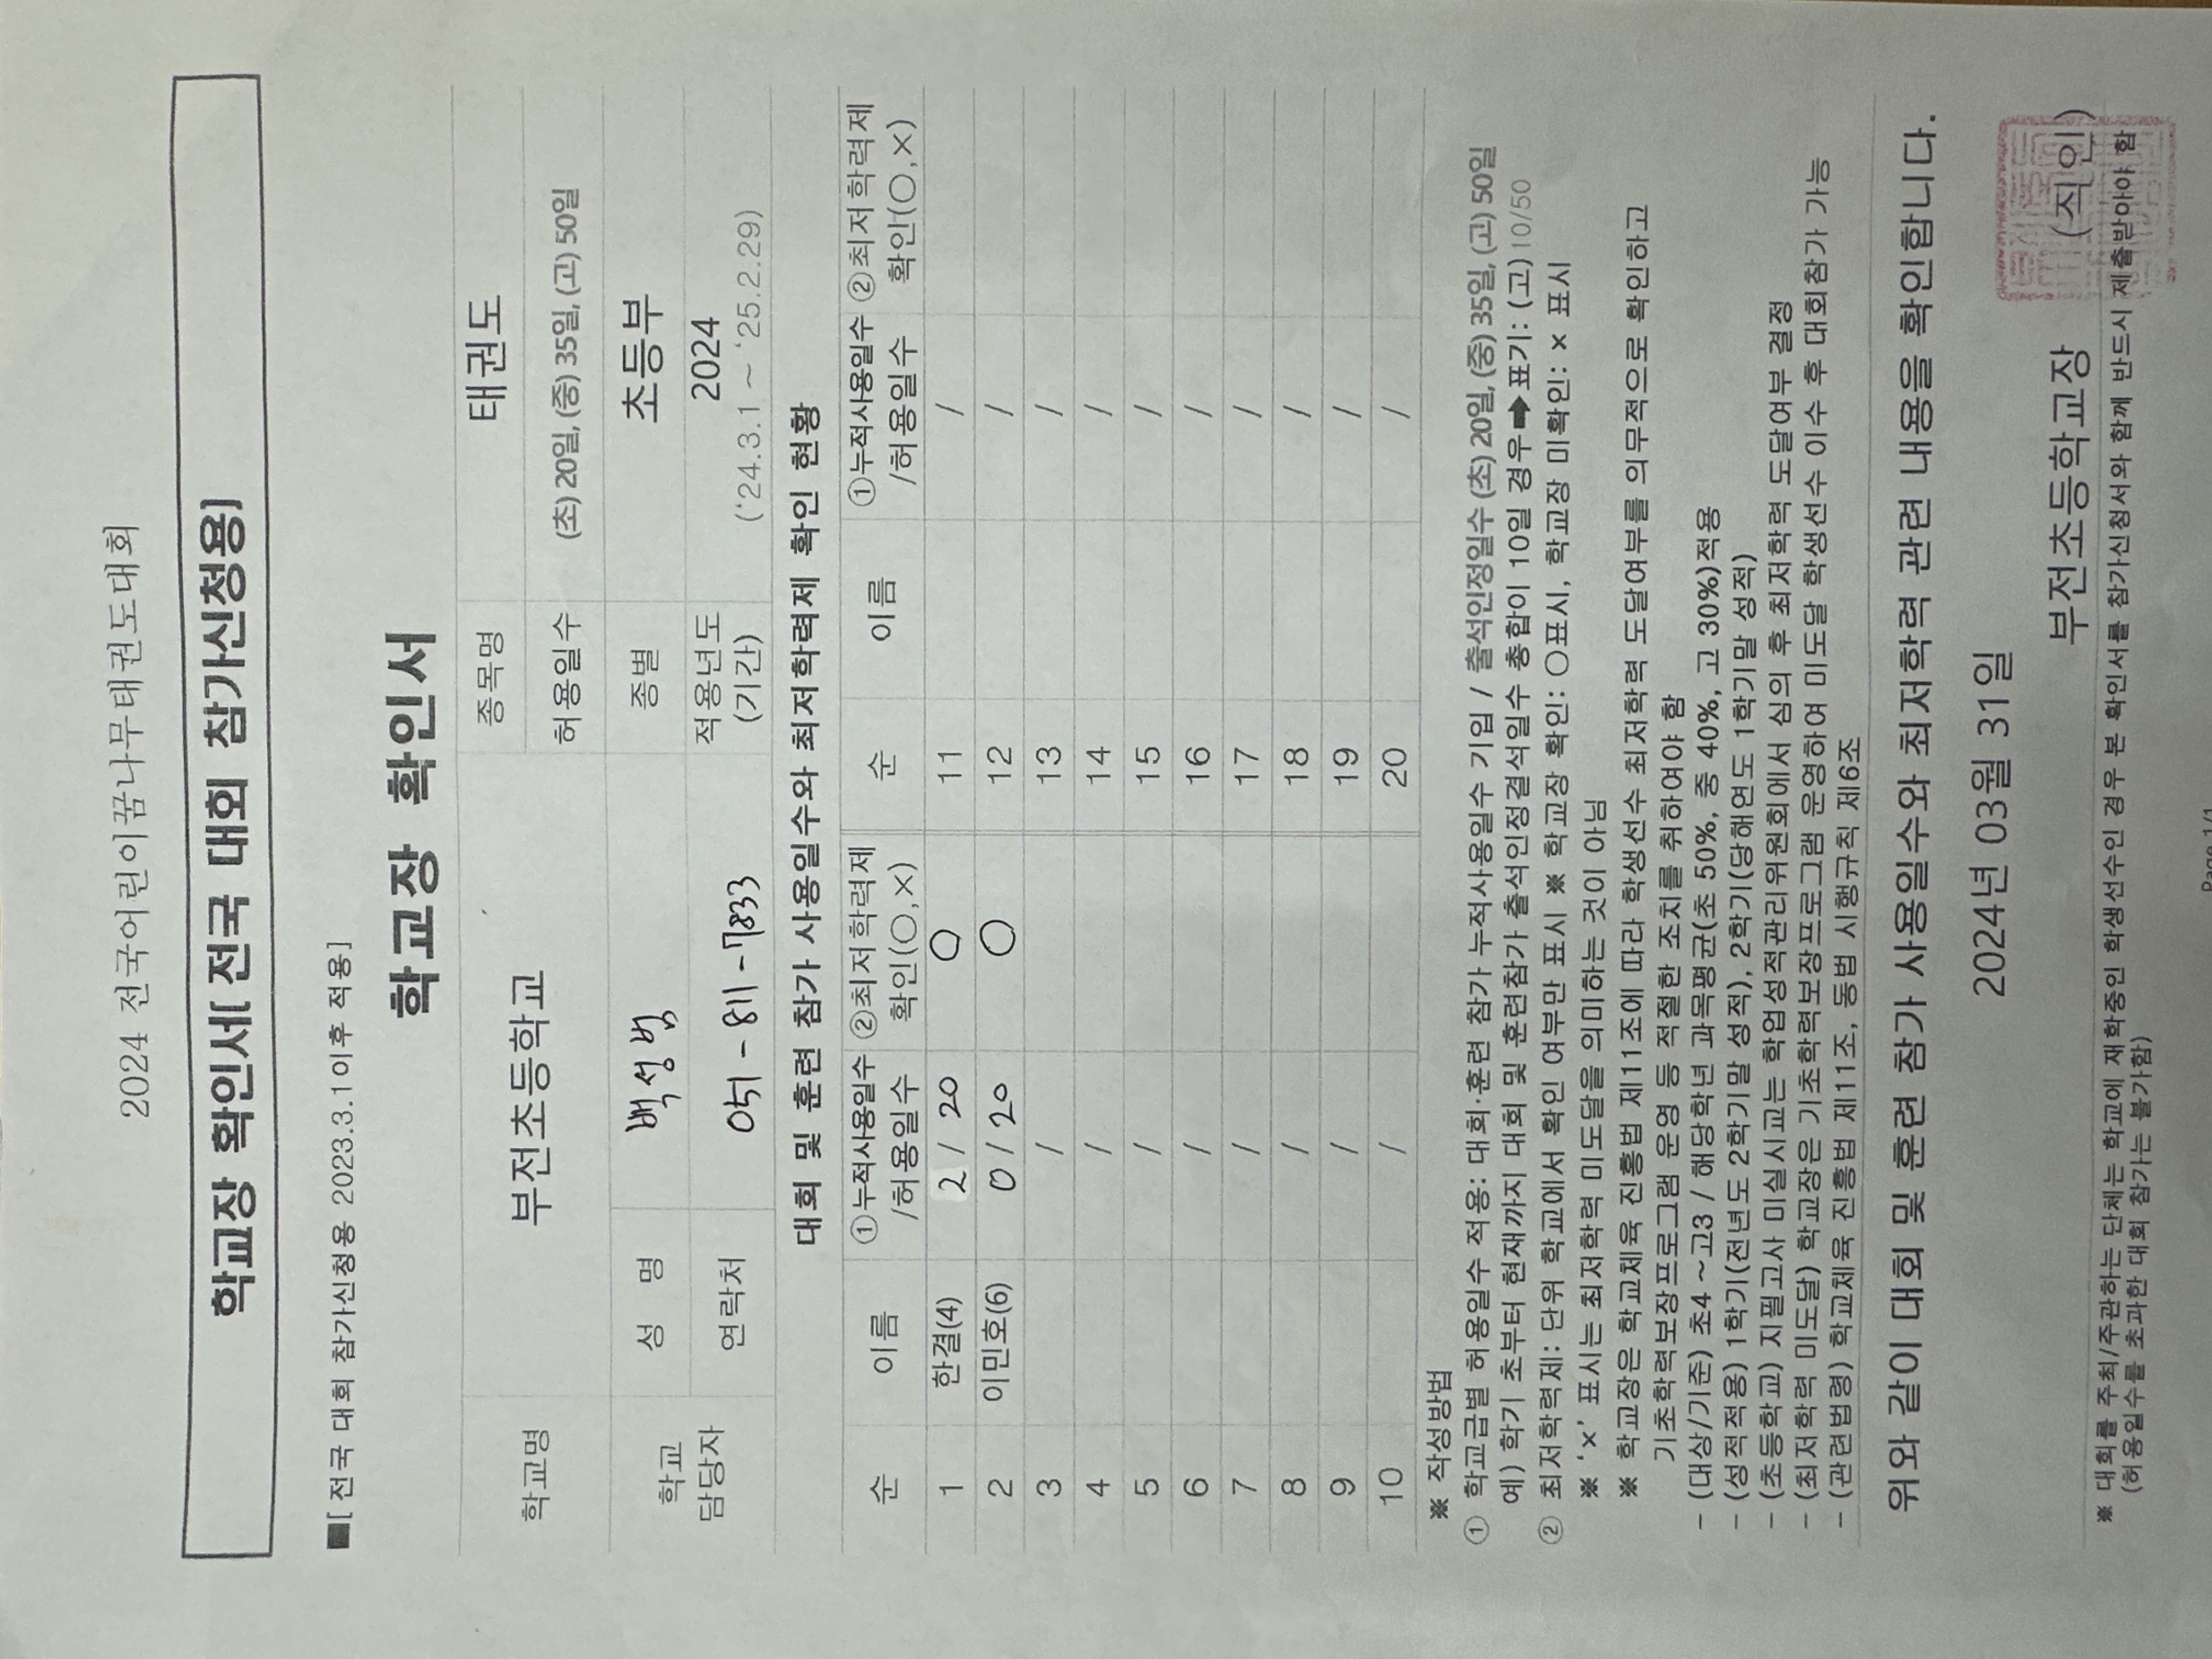 2024 전국어린이꿈나무태권도대회
학교장 확인서[ 전국 대회 참가신청용]
■[ 전국 대회 참가신청용 2023.3.1이후 적용]
학교장 확인서
학교명 부전초등학교 종목명 태권도
허용일수 (초) 20일, (중) 35일, (고) 50일
학교 담당자 성 명 백성범 종별 초등부
연락처 051-811-7833 적용년도 (기간) 2024 ('24.3.1 ~ '25.2.29)
대회 및 훈련 참가 사용일수와 최저학력제 확인 현황
순 이름 ①누적사용일수 /허용일수 ②최저학력제 확인(○,×) 순 이름 ①누적사용일수 /허용일수 ②최저학력제 확인(○,×)
1 한결(4) 2 / 20 ○ 11 /
2 이민호(6) 0 / 20 ○ 12 /
3 / 13 /
4 / 14 /
5 / 15 /
6 / 16 /
7 / 17 /
8 / 18 /
9 / 19 /
10 / 20 /
※ 작성방법
① 학교급별 허용일수 적용: 대회·훈련 참가 누적사용일수 기입 / 출석인정일수 (초) 20일, (중) 35일, (고) 50일
예) 학기 초부터 현재까지 대회 및 훈련참가 출석인정결석일수 총합이 10일 경우 ➡ 표기: (고) 10/50
② 최저학력제: 단위 학교에서 확인 여부만 표시 ※ 학교장 확인: ○표시, 학교장 미확인: × 표시
※ '×' 표시는 최저학력 미도달을 의미하는 것이 아님
※ 학교장은 학교체육 진흥법 제11조에 따라 학생선수 최저학력 도달여부를 의무적으로 확인하고
기초학력보장프로그램 운영 등 적절한 조치를 취하여야 함
- (대상/기준) 초4 ~ 고3 / 해당학년 과목평균(초 50%, 중 40%, 고 30%)적용
- (성적적용) 1학기(전년도 2학기말 성적), 2학기(당해연도 1학기말 성적)
- (초등학교) 지필고사 미실시교는 학업성적관리위원회에서 심의 후 최저학력 도달여부 결정
- (최저학력 미도달) 학교장은 기초학력보장프로그램 운영하여 미도달 학생선수 이수 후 대회참가 가능
- (관련법령) 학교체육 진흥법 제11조, 동법 시행규칙 제6조
위와 같이 대회 및 훈련 참가 사용일수와 최저학력 관련 내용을 확인합니다.
2024년 03월 31일
부전초등학교장 (직인)
※ 대회를 주최/주관하는 단체는 학교에 재학중인 학생선수인 경우 본 확인서를 참가신청서와 함께 반드시 제출받아야 함
(허용일수를 초과한 대회 참가는 불가함)
Page 1/1